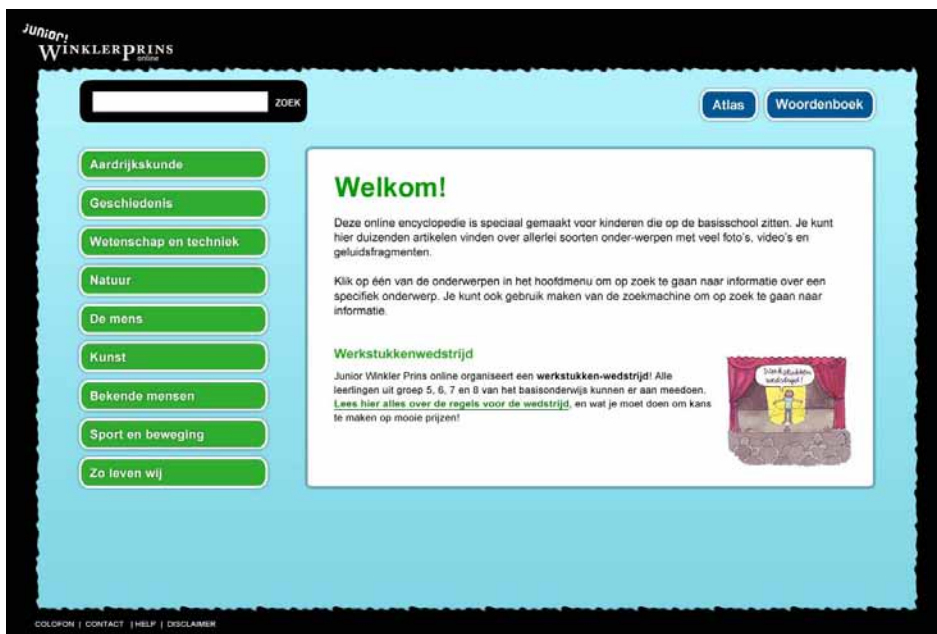 Junior!
WINKLER PRINS
online
ZOEK
Atlas
Woordenboek
Aardrijkskunde
Geschiedenis
Wetenschap en techniek
Natuur
De mens
Kunst
Bekende mensen
Sport en beweging
Zo leven wij
Welkom!
Deze online encyclopedie is speciaal gemaakt voor kinderen die op de basisschool zitten. Je kunt
hier duizenden artikelen vinden over allerlei soorten onder-werpen met veel foto's, video's en
geluidsfragmenten.
Klik op één van de onderwerpen in het hoofdmenu om op zoek te gaan naar informatie over een
specifiek onderwerp. Je kunt ook gebruik maken van de zoekmachine om op zoek te gaan naar
informatie.
Werkstukkenwedstrijd
Junior Winkler Prins online organiseert een werkstukken-wedstrijd! Alle
leerlingen uit groep 5, 6, 7 en 8 van het basisonderwijs kunnen er aan meedoen.
Lees hier alles over de regels voor de wedstrijd, en wat je moet doen om kans
te maken op mooie prijzen!
Werkstukken
wedstrijd!
COLOFON | CONTACT | HELP | DISCLAIMER